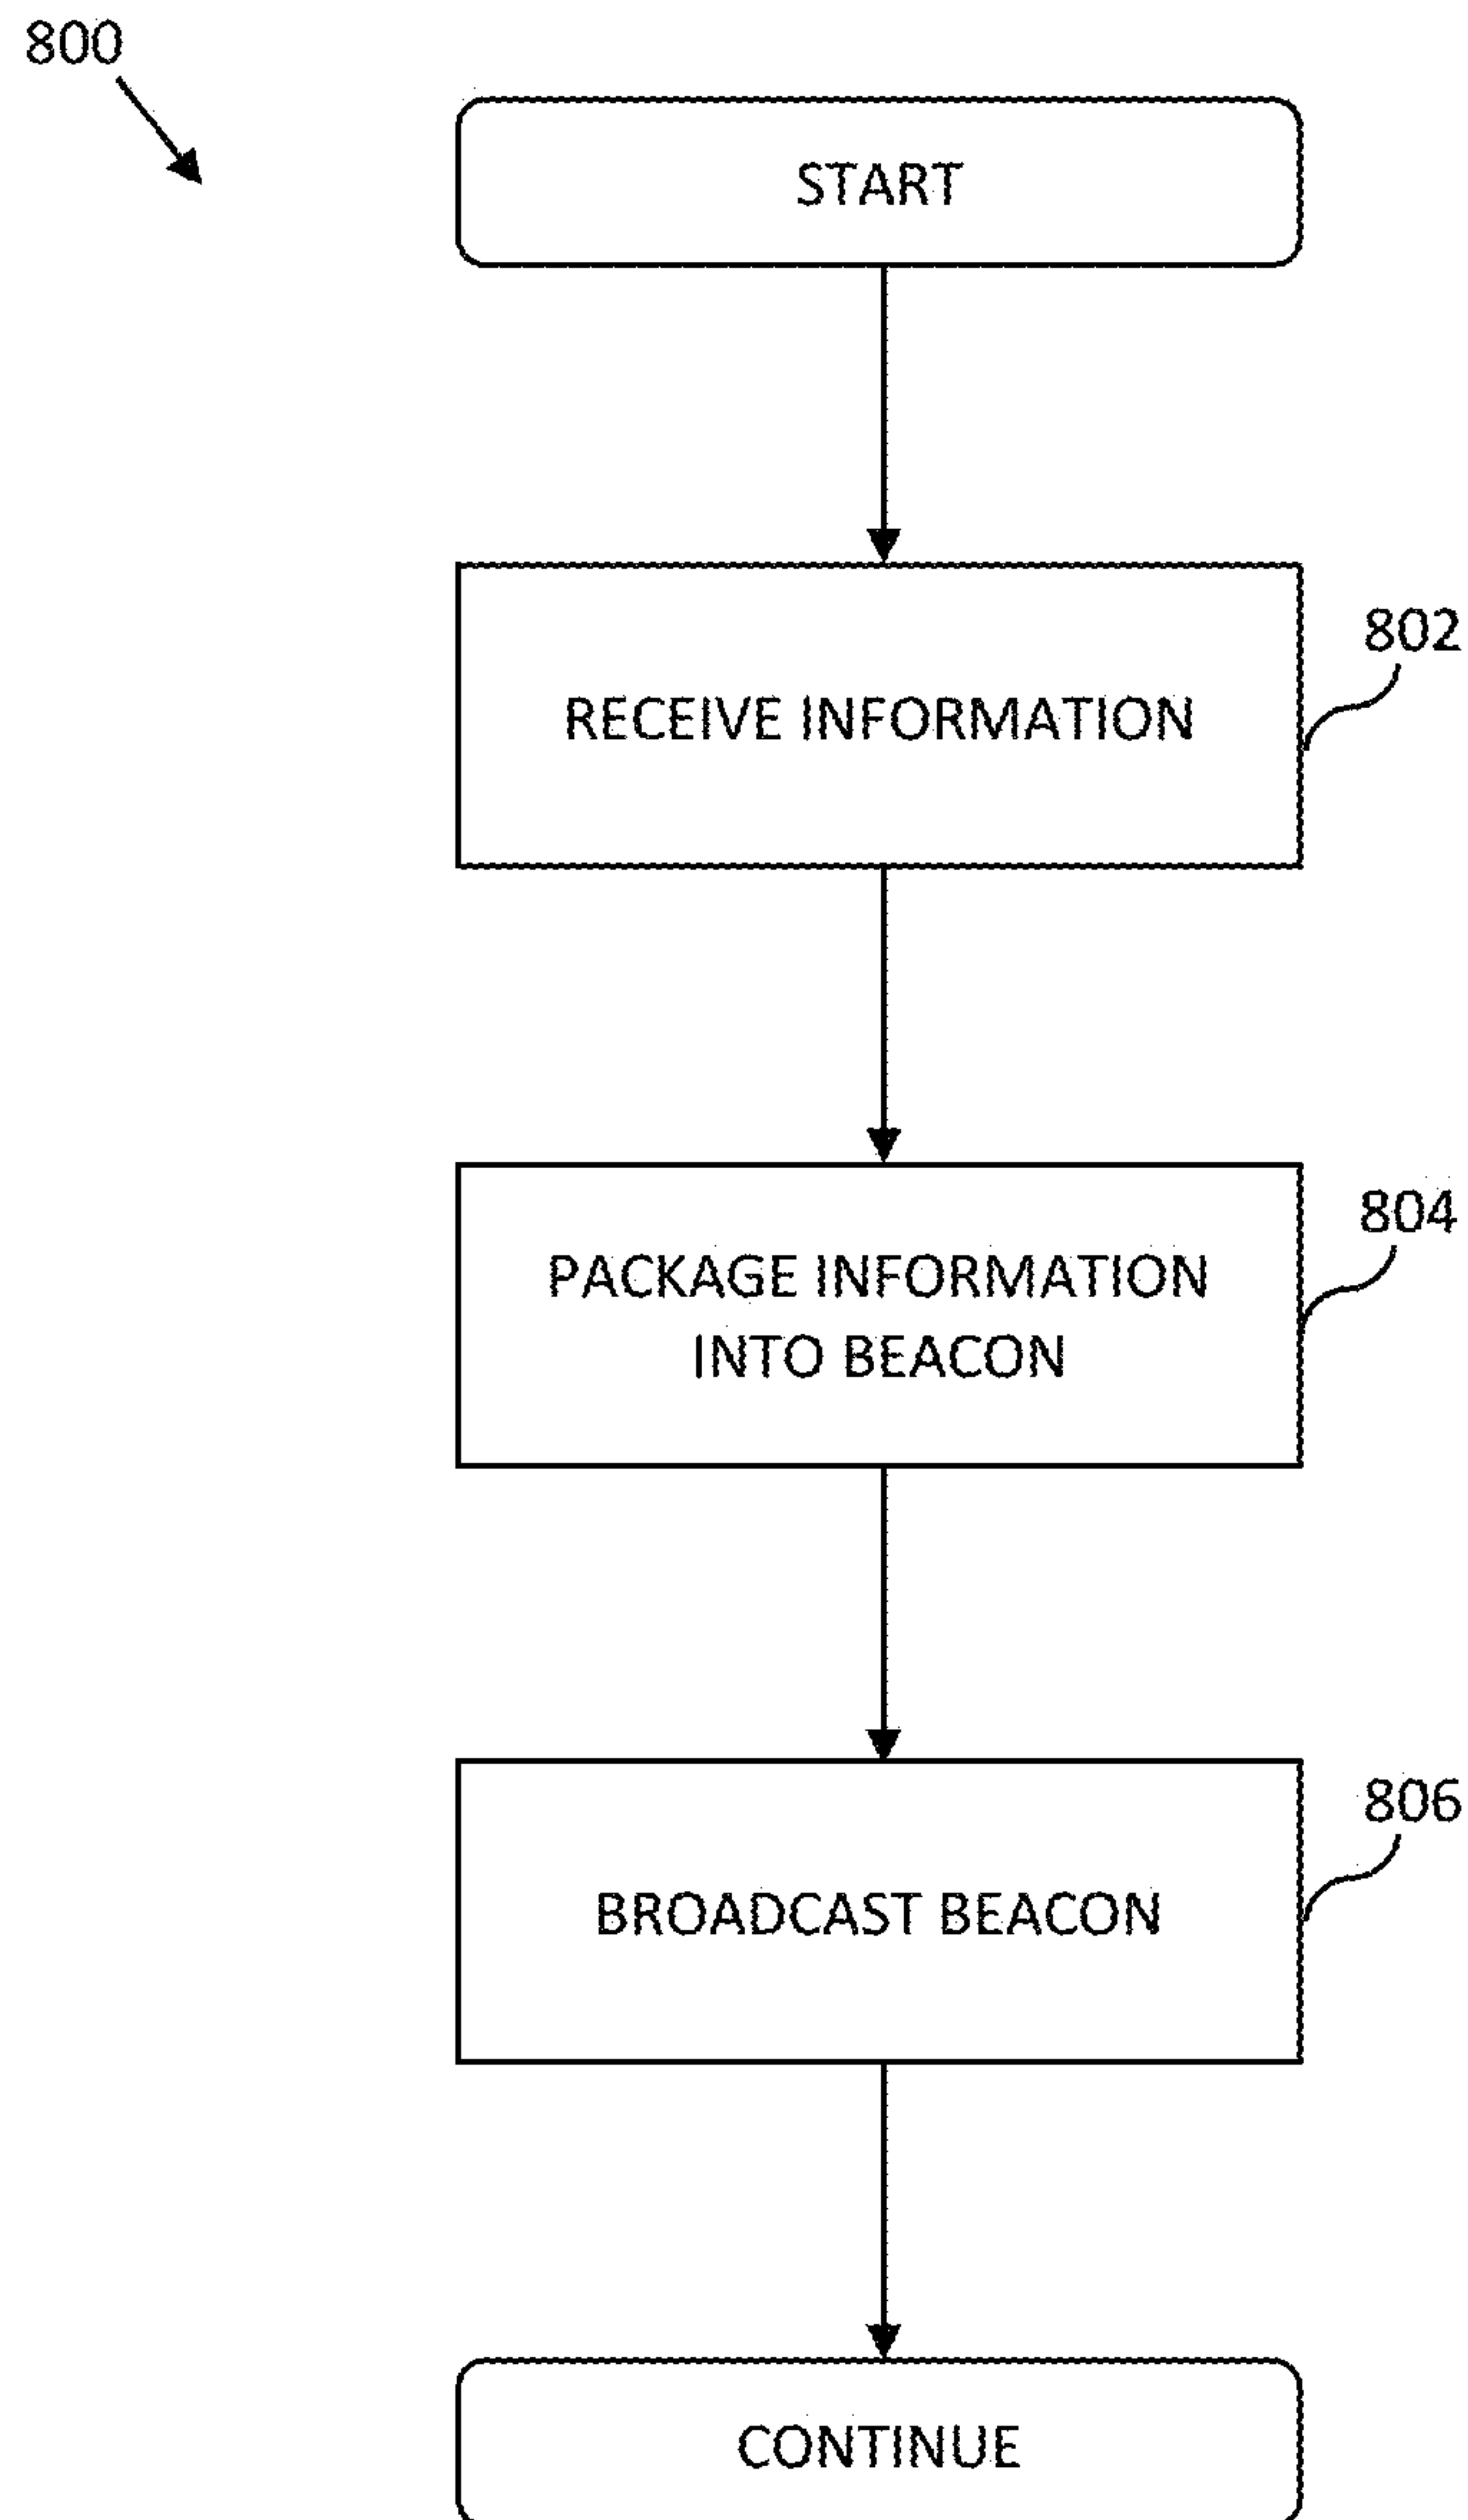 800
START
RECEIVE INFORMATION
802
PACKAGE INFORMATION
INTO BEACON
804
BROADCAST BEACON
806
CONTINUE